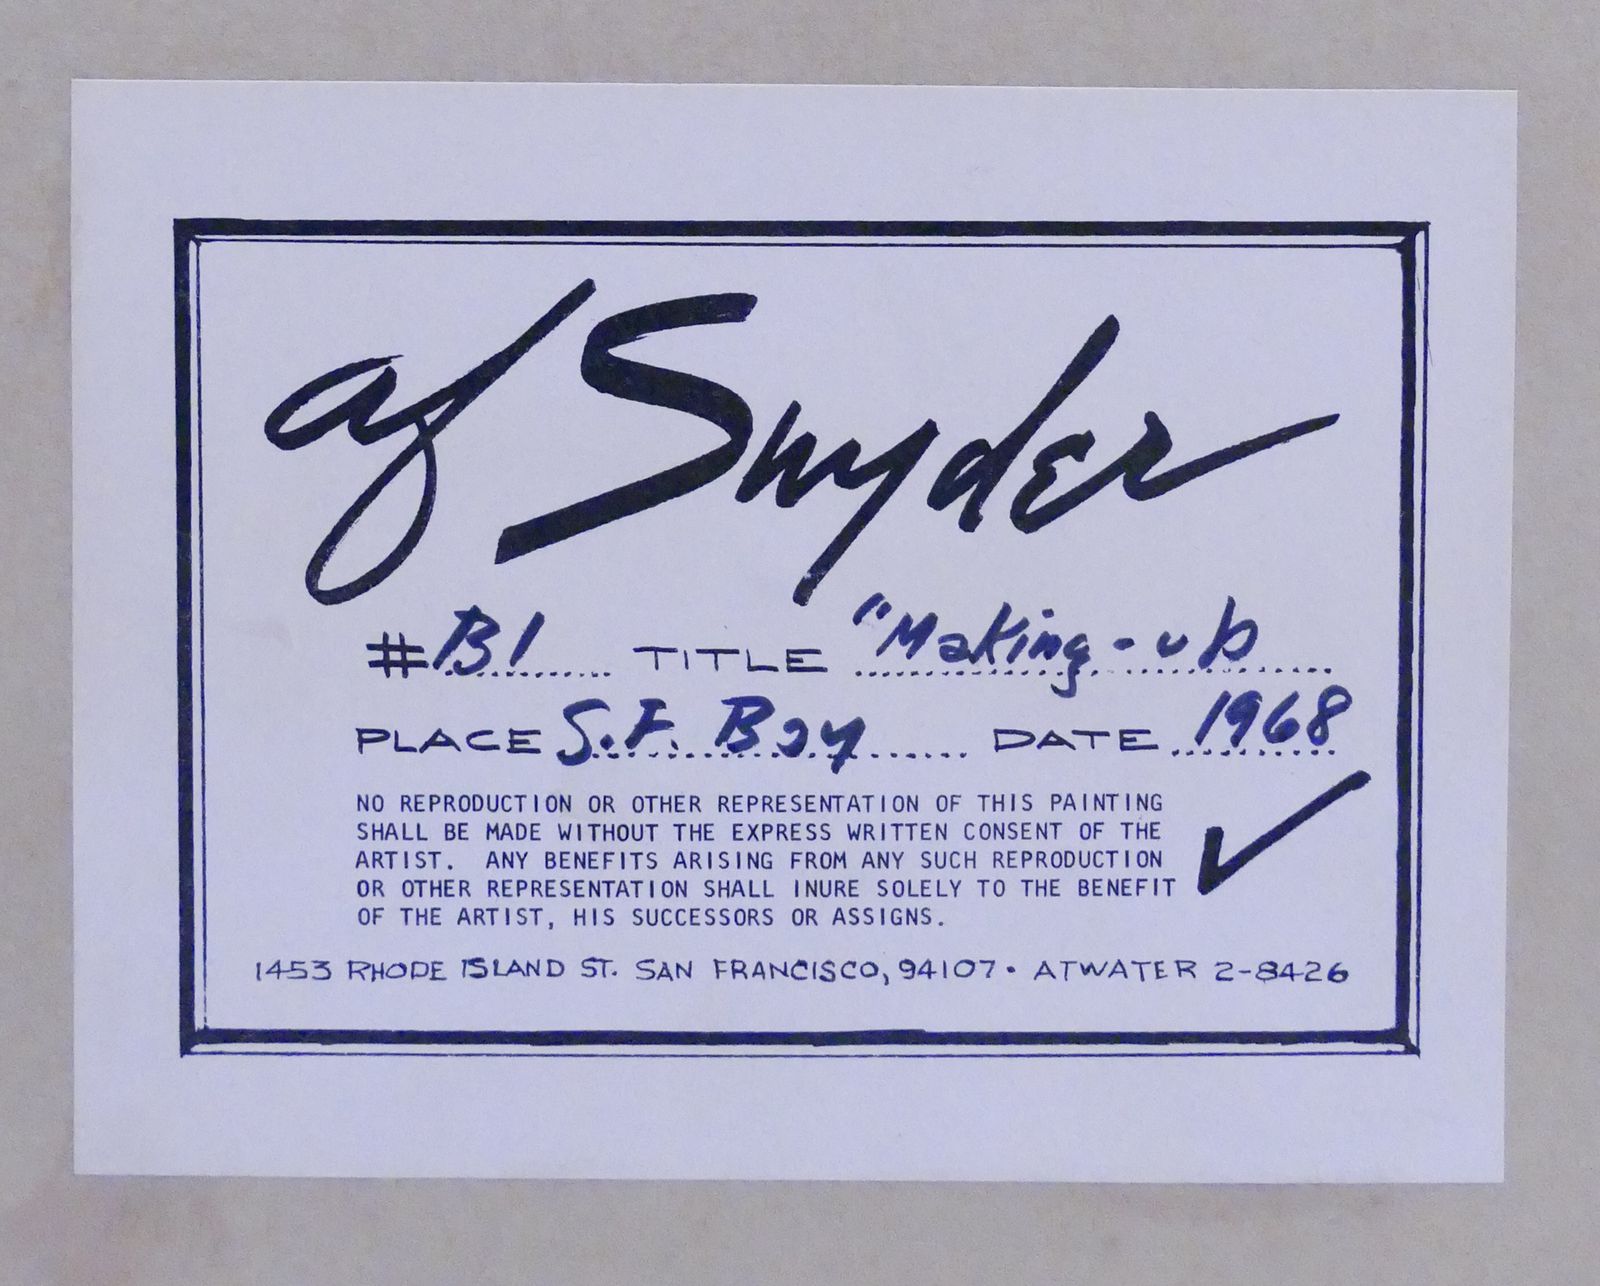 af Snyder
#B1 TITLE "Making-up
PLACE S.F. Bay DATE 1968
NO REPRODUCTION OR OTHER REPRESENTATION OF THIS PAINTING
SHALL BE MADE WITHOUT THE EXPRESS WRITTEN CONSENT OF THE
ARTIST. ANY BENEFITS ARISING FROM ANY SUCH REPRODUCTION
OR OTHER REPRESENTATION SHALL INURE SOLELY TO THE BENEFIT
OF THE ARTIST, HIS SUCCESSORS OR ASSIGNS.
1453 RHODE ISLAND ST. SAN FRANCISCO, 94107 • ATWATER 2-8426